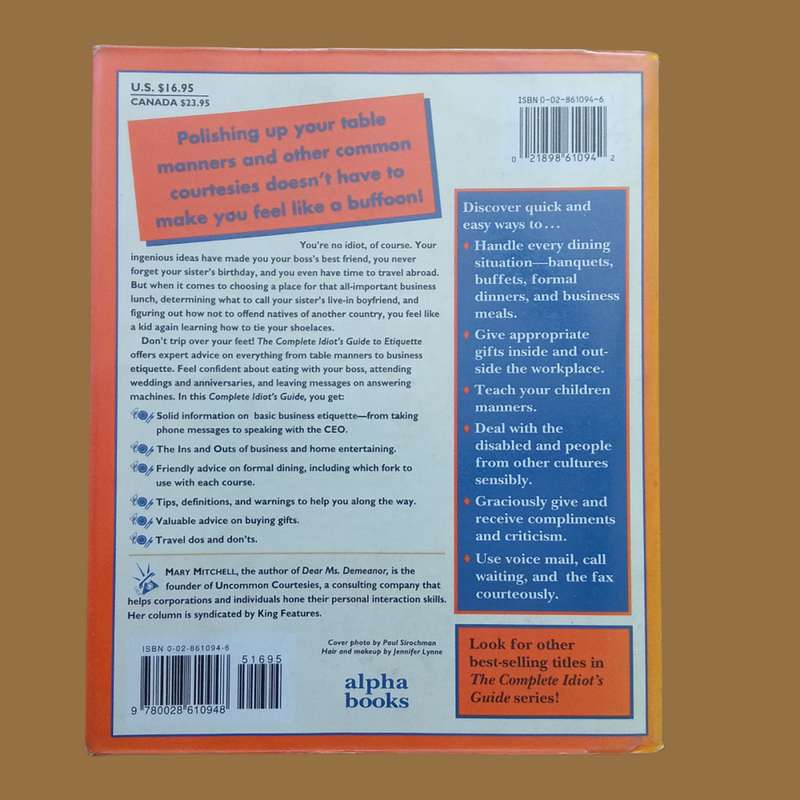 U.S. $16.95
CANADA $23.95
ISBN 0-02-861094-6
0 21898 61094 2
Polishing up your table
manners and other common
courtesies doesn't have to
make you feel like a buffoon!
You're no idiot, of course. Your
ingenious ideas have made you your boss's best friend, you never
forget your sister's birthday, and you even have time to travel abroad.
But when it comes to choosing a place for that all-important business
lunch, determining what to call your sister's live-in boyfriend, and
figuring out how not to offend natives of another country, you feel like
a kid again learning how to tie your shoelaces.
Don't trip over your feet! The Complete Idiot's Guide to Etiquette
offers expert advice on everything from table manners to business
etiquette. Feel confident about eating with your boss, attending
weddings and anniversaries, and leaving messages on answering
machines. In this Complete Idiot's Guide, you get:
Solid information on basic business etiquette—from taking
phone messages to speaking with the CEO.
The Ins and Outs of business and home entertaining.
Friendly advice on formal dining, including which fork to
use with each course.
Tips, definitions, and warnings to help you along the way.
Valuable advice on buying gifts.
Travel dos and don'ts.
MARY MITCHELL, the author of Dear Ms. Demeanor, is the
founder of Uncommon Courtesies, a consulting company that
helps corporations and individuals hone their personal interaction skills.
Her column is syndicated by King Features.
ISBN 0-02-861094-6
51695
9 780028 610948
Cover photo by Paul Sirochman
Hair and makeup by Jennifer Lynne
alpha
books
Discover quick and
easy ways to...
Handle every dining
situation—banquets,
buffets, formal
dinners, and business
meals.
Give appropriate
gifts inside and out-
side the workplace.
Teach your children
manners.
Deal with the
disabled and people
from other cultures
sensibly.
Graciously give and
receive compliments
and criticism.
Use voice mail, call
waiting, and the fax
courteously.
Look for other
best-selling titles in
The Complete Idiot's
Guide series!